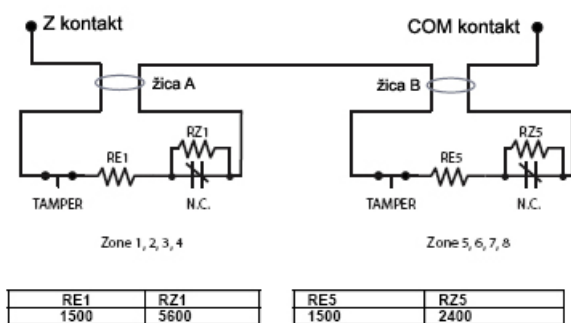 Z kontakt
COM kontakt
žica A
žica B
RZ1
RE1
TAMPER
N.C.
RZ5
RE5
TAMPER
N.C.
Zone 1, 2, 3, 4
Zone 5, 6, 7, 8
RE1 RZ1
1500 5600
RE5 RZ5
1500 2400